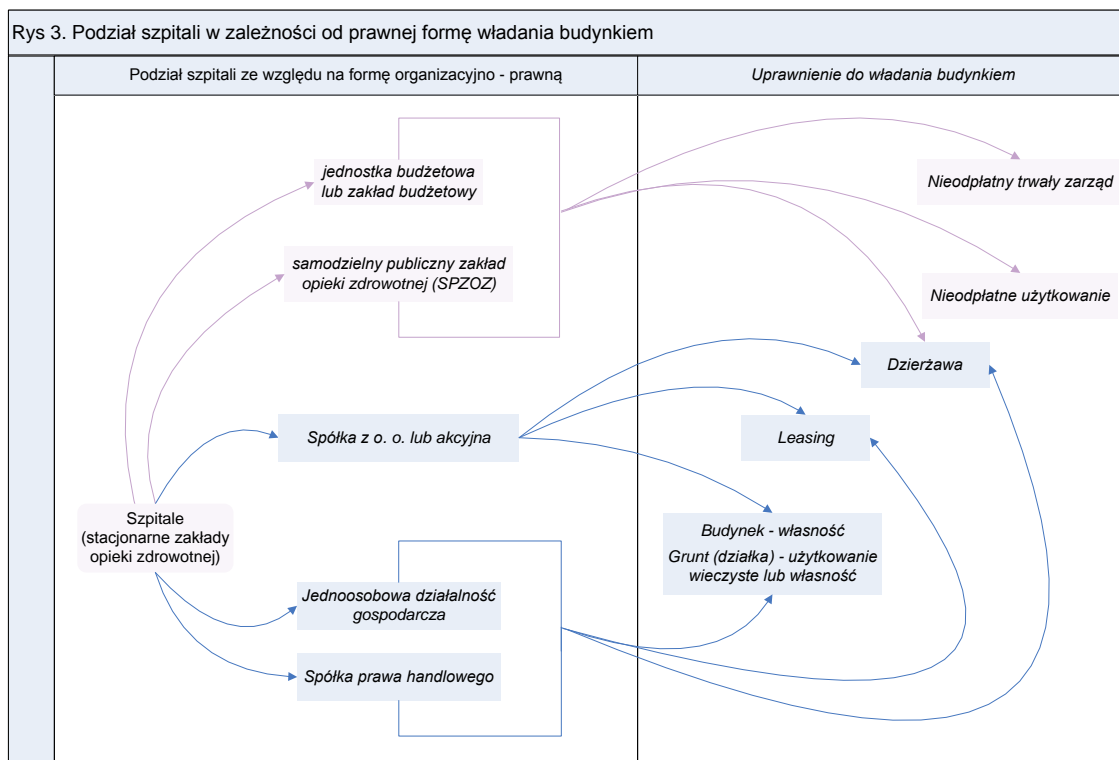 Rys 3. Podział szpitali w zależności od prawnej formę władania budynkiem
Podział szpitali ze względu na formę organizacyjno - prawną
Uprawnienie do władania budynkiem
jednostka budżetowa
lub zakład budżetowy
Nieodpłatny trwały zarząd
samodzielny publiczny zakład
opieki zdrowotnej (SPZOZ)
Nieodpłatne użytkowanie
Dzierżawa
Spółka z o. o. lub akcyjna
Leasing
Szpitale
(stacjonarne zakłady
opieki zdrowotnej)
Budynek - własność
Grunt (działka) - użytkowanie
wieczyste lub własność
Jednoosobowa działalność
gospodarcza
Spółka prawa handlowego